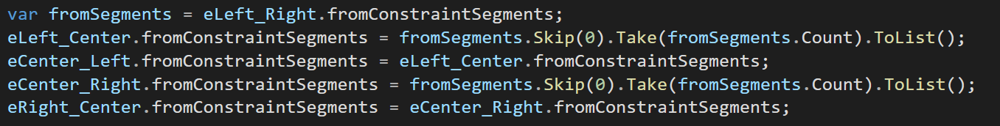 var fromSegments = eLeft_Right.fromConstraintSegments;
eLeft_Center.fromConstraintSegments = fromSegments.Skip(0).Take(fromSegments.Count).ToList();
eCenter_Left.fromConstraintSegments = eLeft_Center.fromConstraintSegments;
eCenter_Right.fromConstraintSegments = fromSegments.Skip(0).Take(fromSegments.Count).ToList();
eRight_Center.fromConstraintSegments = eCenter_Right.fromConstraintSegments;